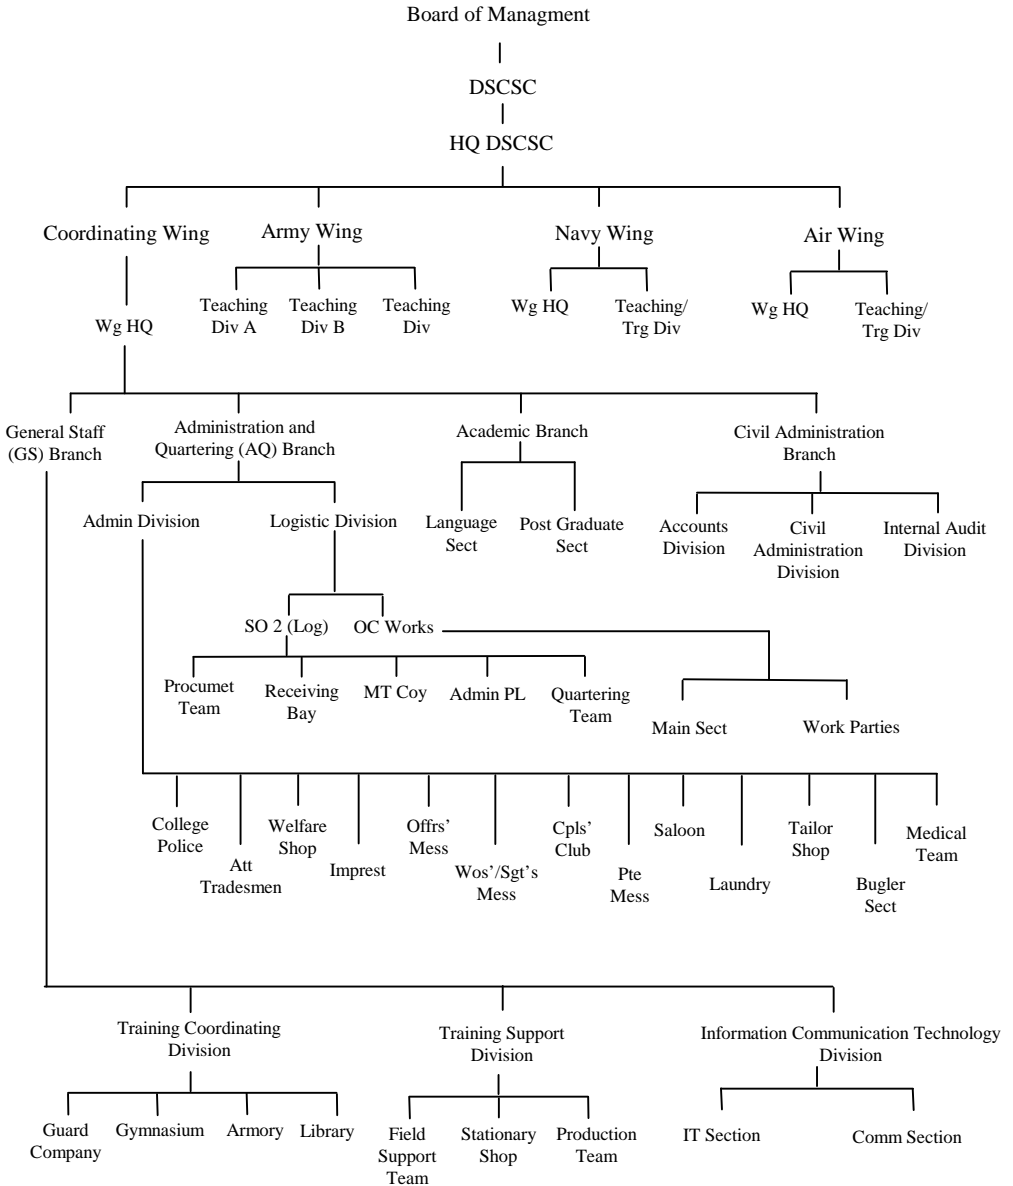 Board of Managment
DSCSC
HQ DSCSC
Coordinating Wing
Army Wing
Navy Wing
Air Wing
Teaching
Div A
Teaching
Div B
Teaching
Div
Wg HQ
Teaching/
Trg Div
Wg HQ
Teaching/
Trg Div
Wg HQ
General Staff
(GS) Branch
Administration and
Quartering (AQ) Branch
Academic Branch
Civil Administration
Branch
Admin Division
Logistic Division
Language
Sect
Post Graduate
Sect
Accounts
Division
Civil
Administration
Division
Internal Audit
Division
SO 2 (Log)
OC Works
Procumet
Team
Receiving
Bay
MT Coy
Admin PL
Quartering
Team
Main Sect
Work Parties
College
Police
Att
Tradesmen
Welfare
Shop
Imprest
Offrs’
Mess
Wos’/Sgt’s
Mess
Cpls’
Club
Pte
Mess
Saloon
Laundry
Tailor
Shop
Bugler
Sect
Medical
Team
Training Coordinating
Division
Training Support
Division
Information Communication Technology
Division
Guard
Company
Gymnasium
Armory
Library
Field
Support
Team
Stationary
Shop
Production
Team
IT Section
Comm Section